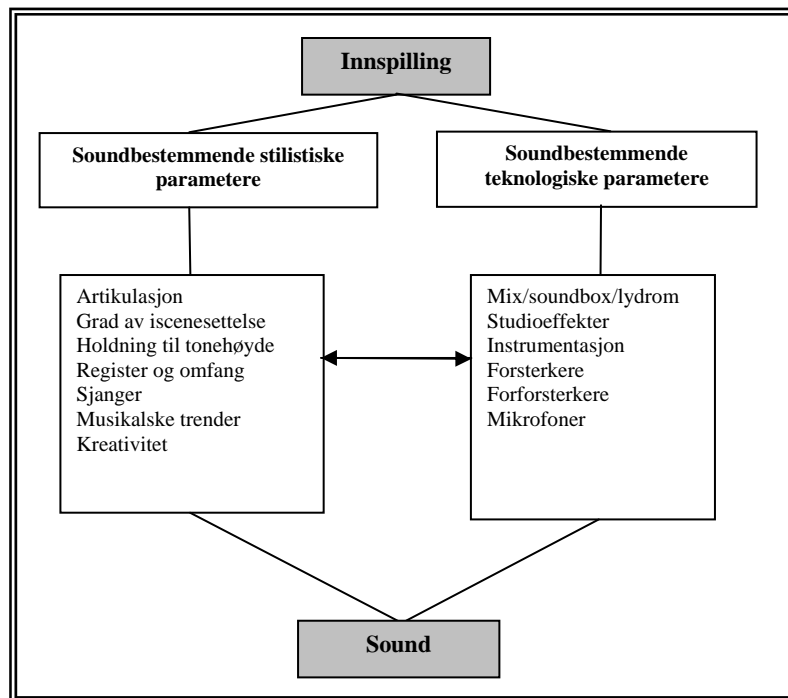 Innspilling
Soundbestemmende stilistiske
parametere
Soundbestemmende
teknologiske parametere
Artikulasjon
Grad av iscenesettelse
Holdning til tonehøyde
Register og omfang
Sjanger
Musikalske trender
Kreativitet
Mix/soundbox/lydrom
Studioeffekter
Instrumentasjon
Forsterkere
Forforsterkere
Mikrofoner
Sound